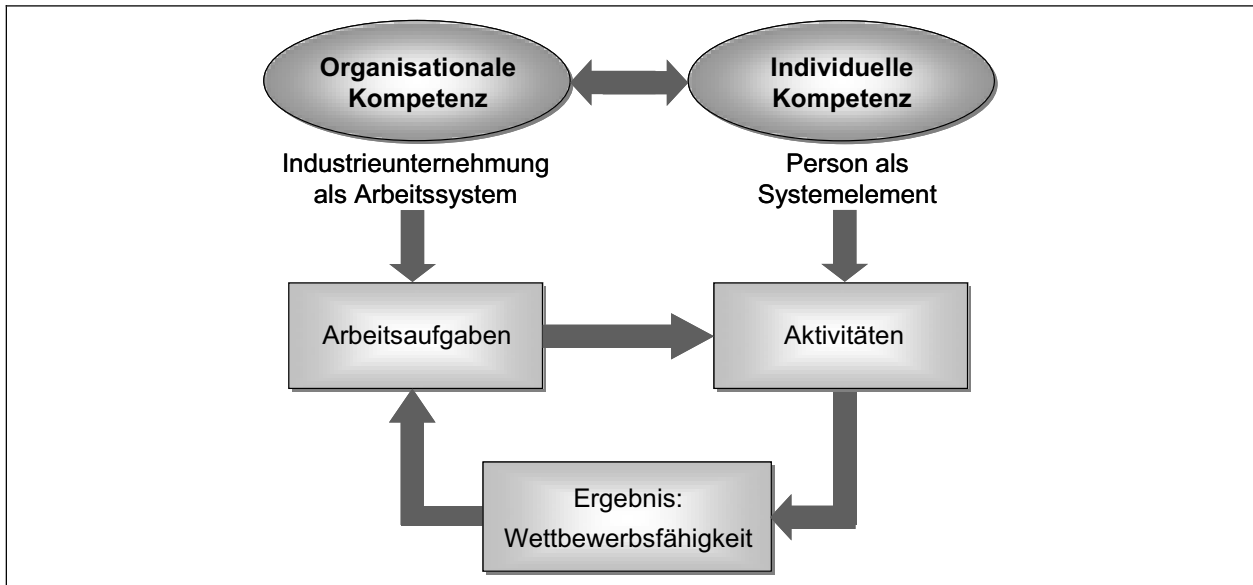 Organisationale
Kompetenz
Individuelle
Kompetenz
Industrieunternehmung
als Arbeitssystem
Person als
Systemelement
Arbeitsaufgaben
Aktivitäten
Ergebnis:
Wettbewerbsfähigkeit